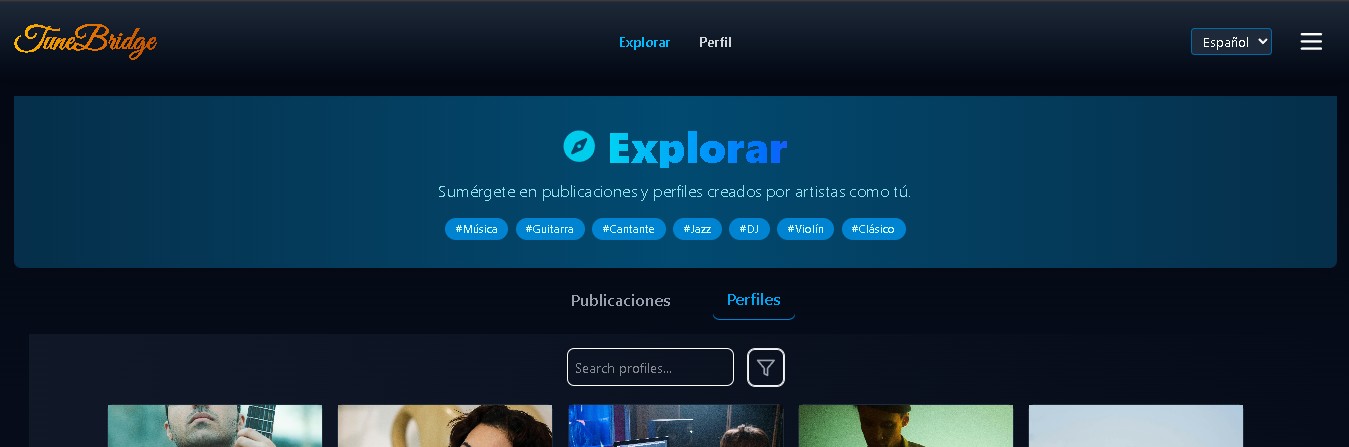 TuneBridge
Explorar Perfil
Español
Explorar
Sumérgete en publicaciones y perfiles creados por artistas como tú.
#Música #Guitarra #Cantante #Jazz #DJ #Violín #Clásico
Publicaciones Perfiles
Search profiles...